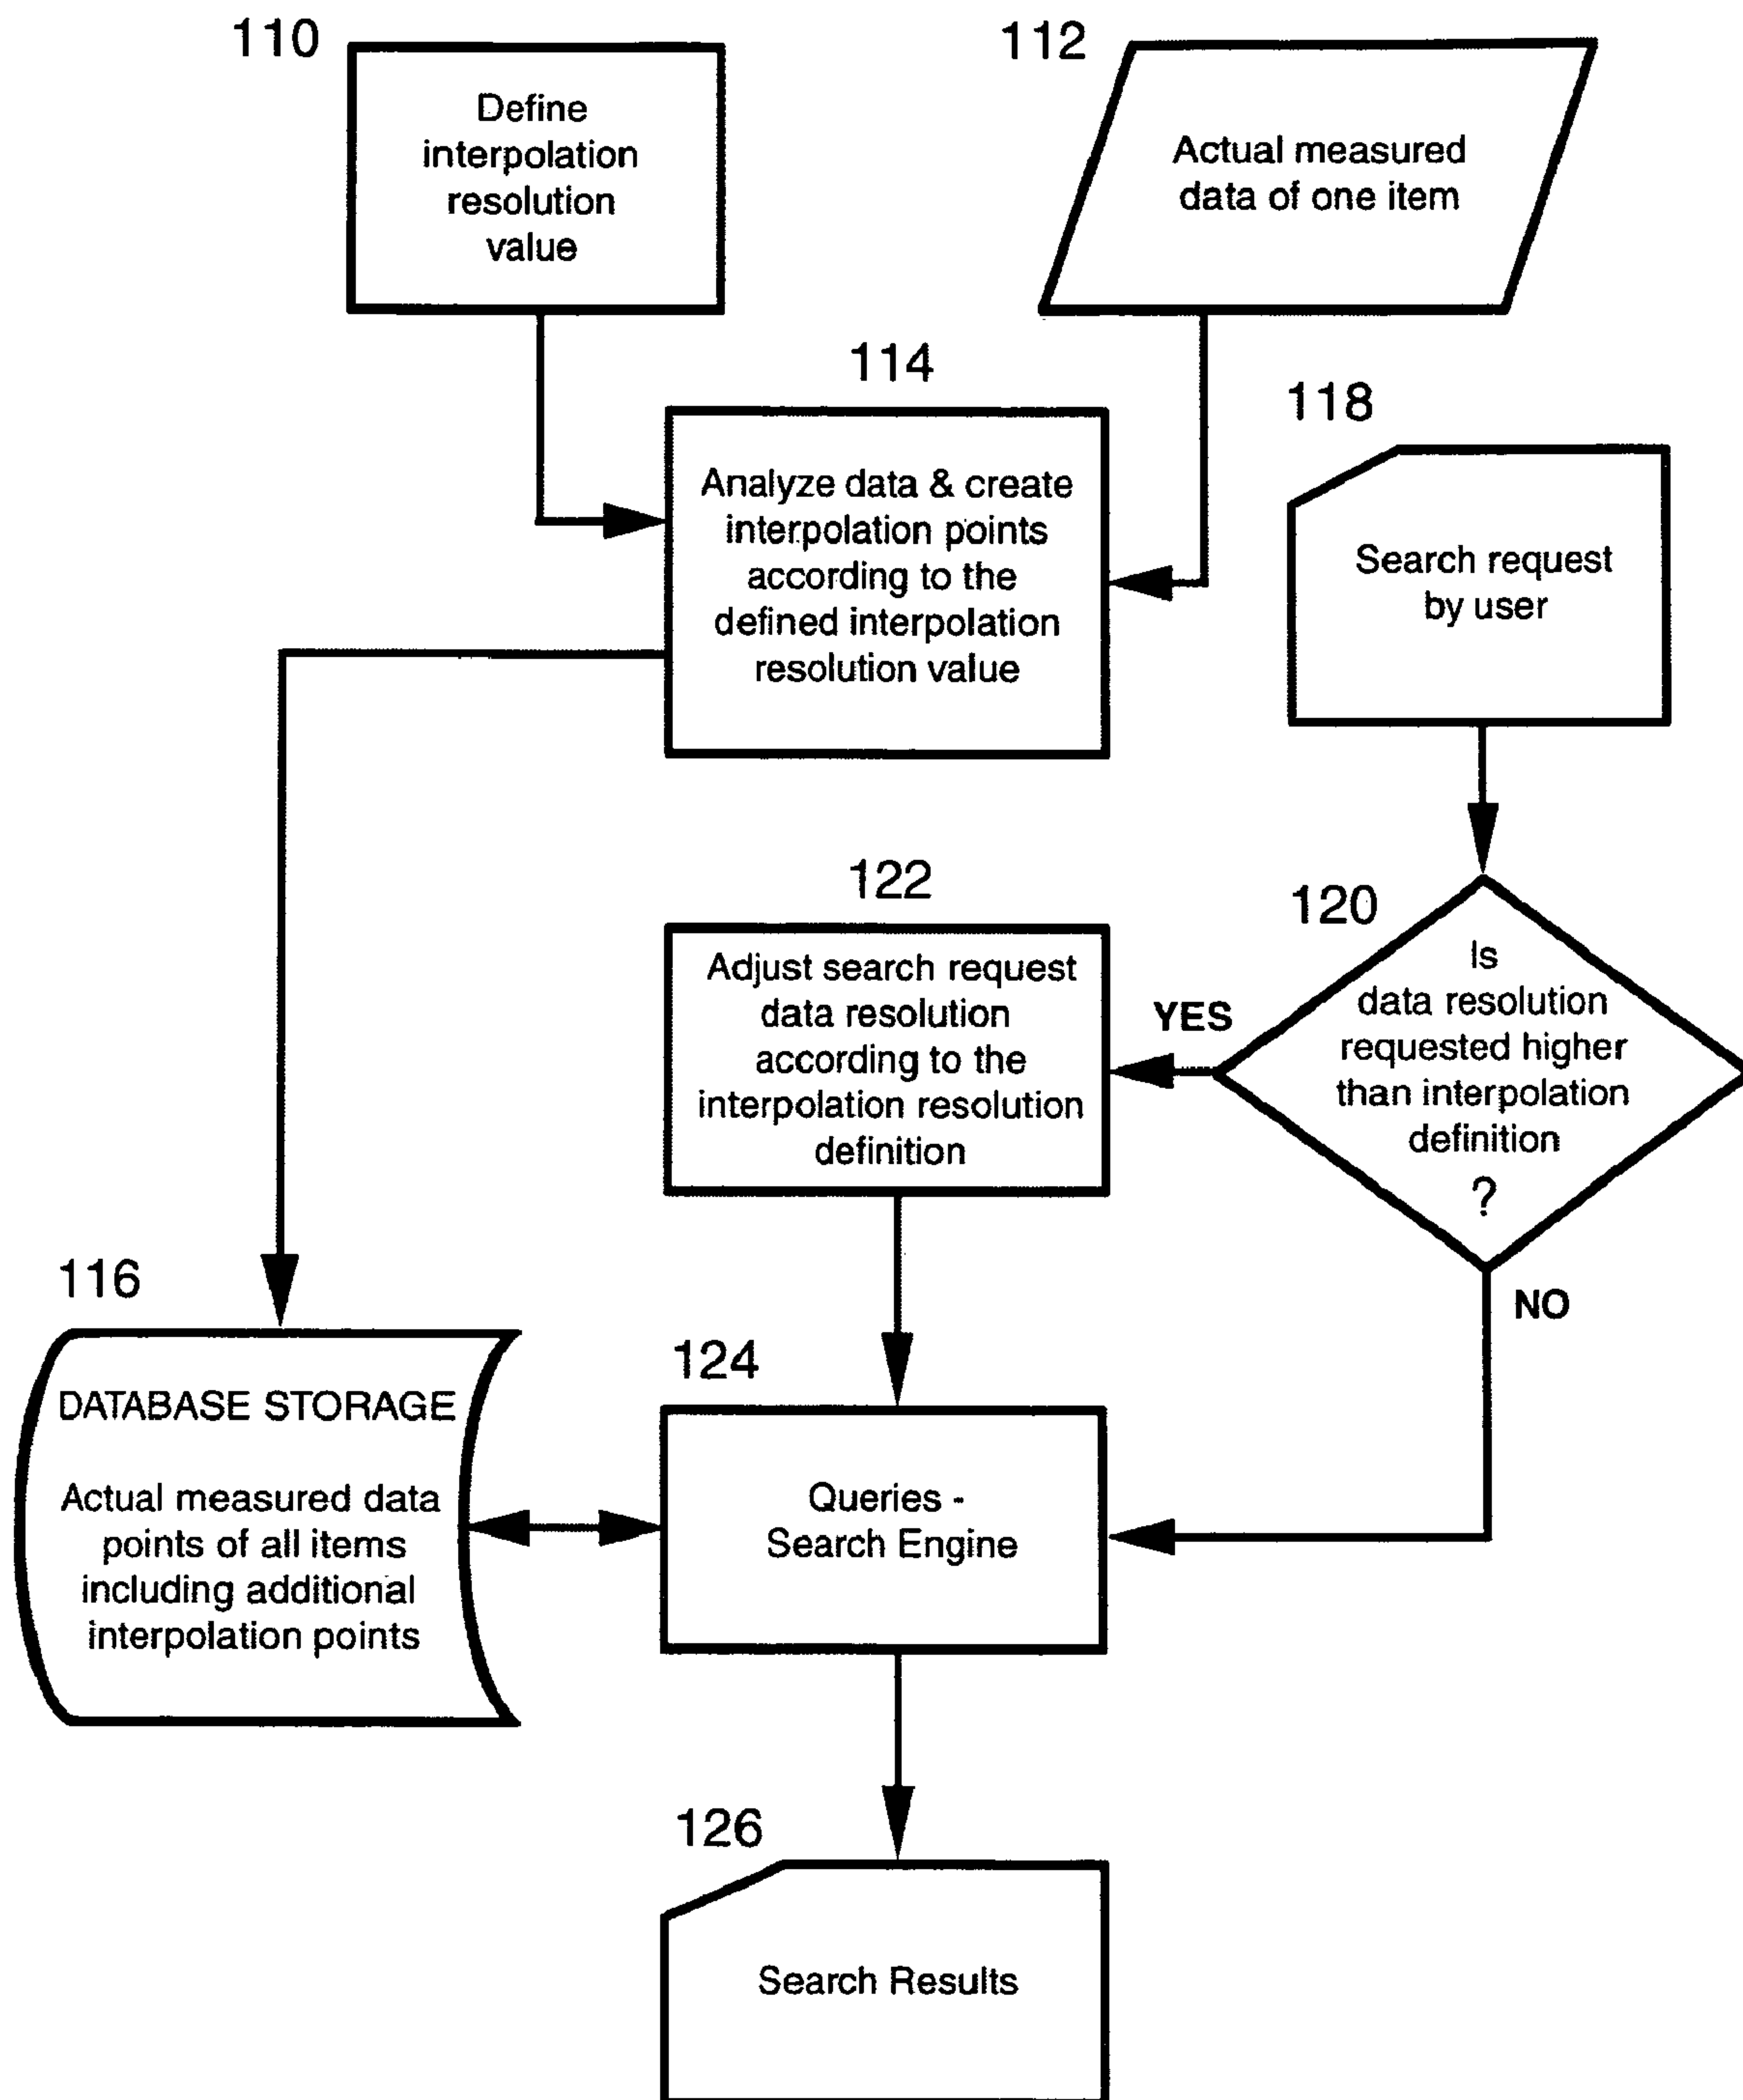 110
Define
interpolation
resolution
value
112
Actual measured
data of one item
114
Analyze data & create
interpolation points
according to the
defined interpolation
resolution value
118
Search request
by user
120
Is
data resolution
requested higher
than interpolation
definition
?
YES
NO
122
Adjust search request
data resolution
according to the
interpolation resolution
definition
116
DATABASE STORAGE
Actual measured data
points of all items
including additional
interpolation points
124
Queries -
Search Engine
126
Search Results